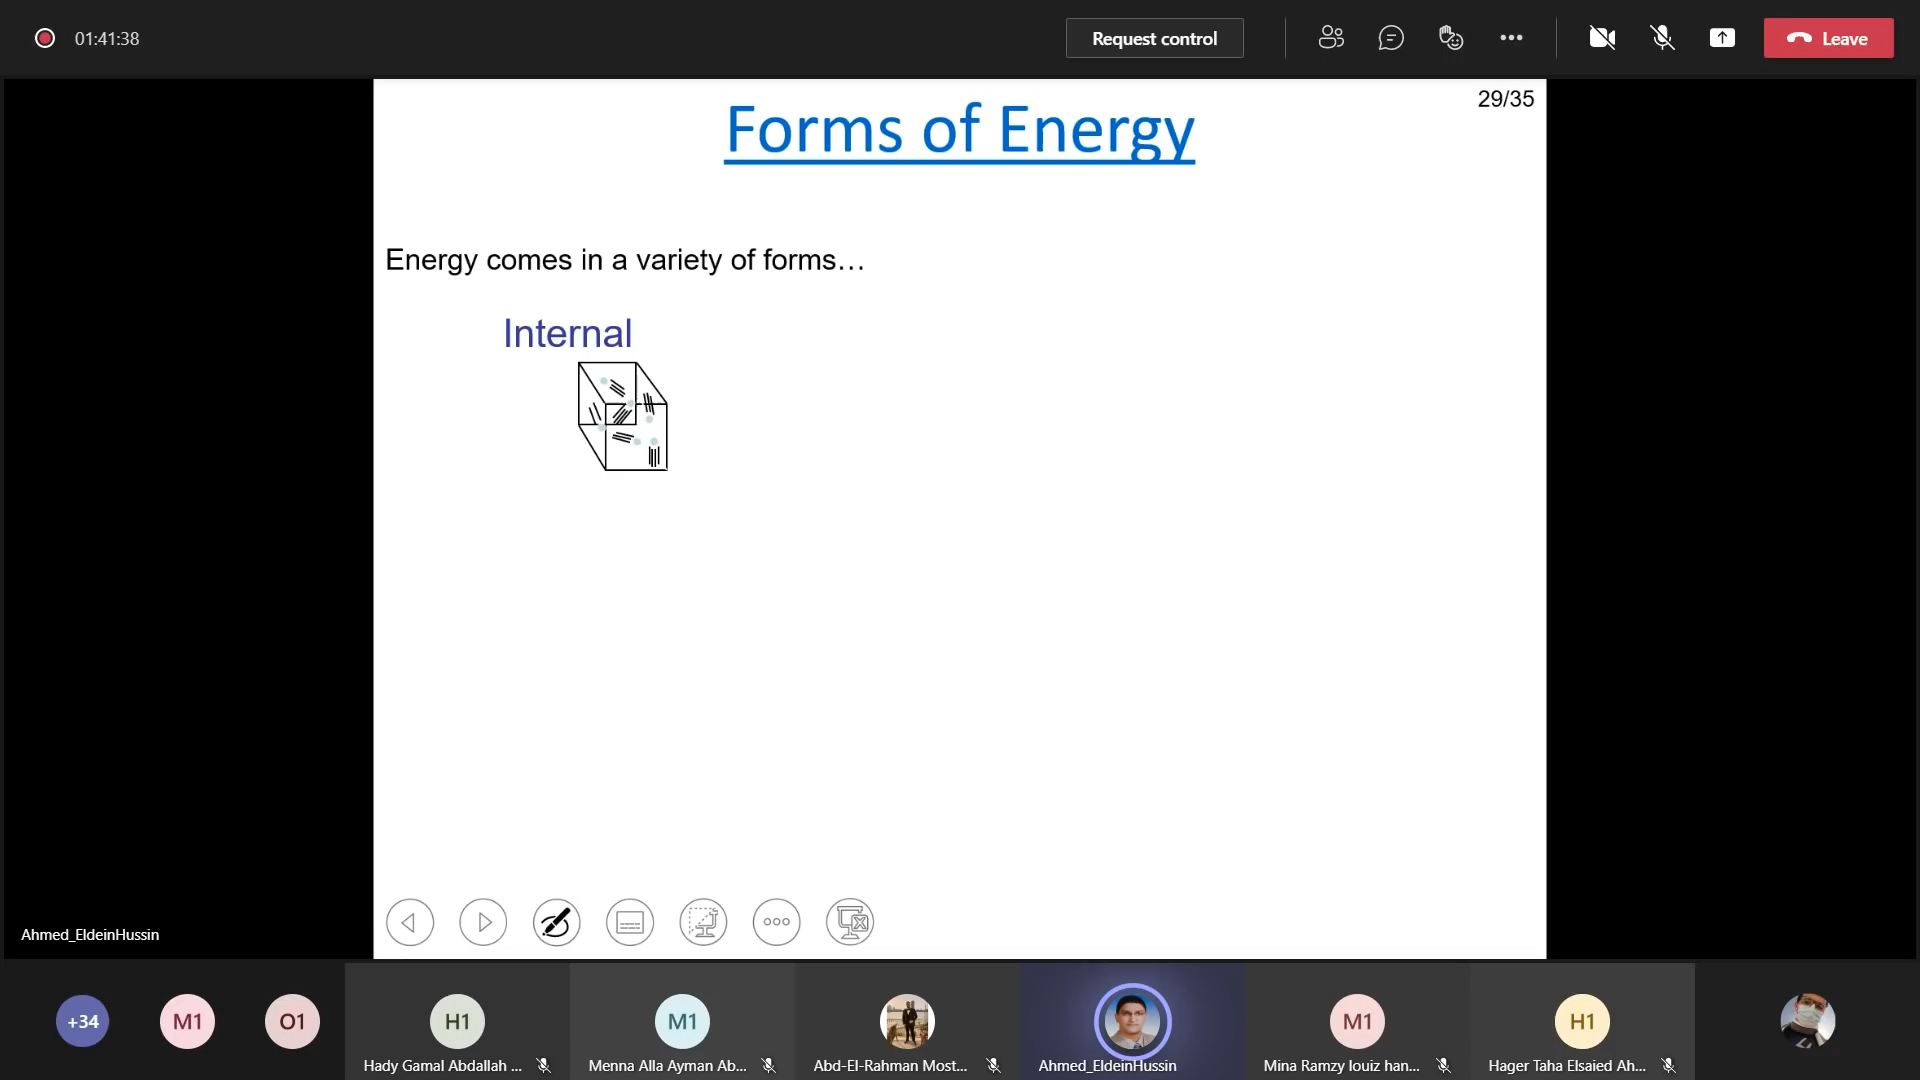 01:41:38
Request control
Leave
29/35
Forms of Energy
Energy comes in a variety of forms…
Internal
Ahmed_EldeinHussin
+34
M1
O1
H1
M1
M1
H1
Hady Gamal Abdallah ...
Menna Alla Ayman Ab...
Abd-El-Rahman Most...
Ahmed_EldeinHussin
Mina Ramzy louiz han...
Hager Taha Elsaied Ah...